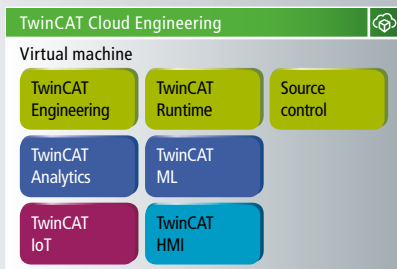 TwinCAT Cloud Engineering
Virtual machine
TwinCAT
Engineering
TwinCAT
Runtime
Source
control
TwinCAT
Analytics
TwinCAT
ML
TwinCAT
IoT
TwinCAT
HMI